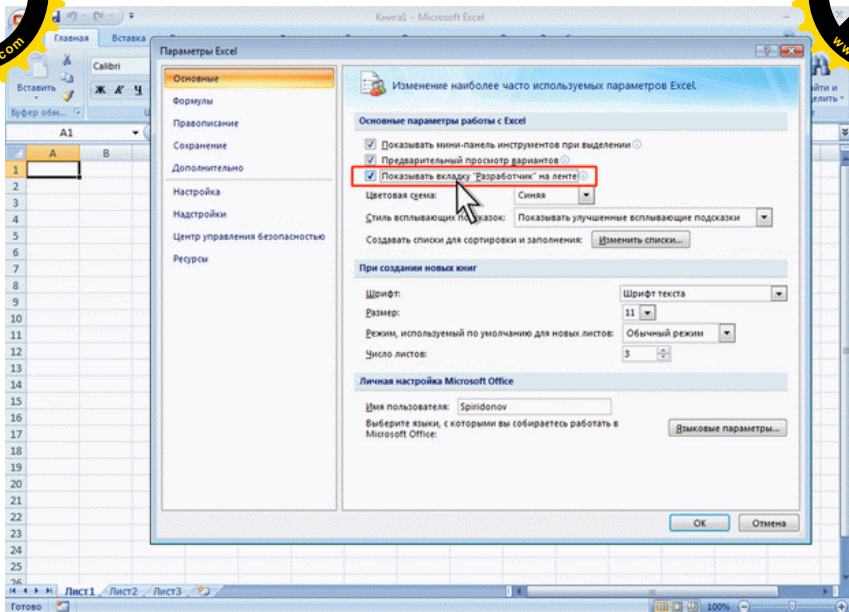 Книга1 - Microsoft Excel
Главная
Вставка
Calibri
Вставить
Ж К Ч
Буфер обм...
A1
Параметры Excel
Основные
Формулы
Правописание
Сохранение
Дополнительно
Настройка
Надстройки
Центр управления безопасностью
Ресурсы
Изменение наиболее часто используемых параметров Excel.
Основные параметры работы с Excel
Показывать мини-панель инструментов при выделении
Предварительный просмотр вариантов
Показывать вкладку "Разработчик" на ленте
Цветовая схема: Синяя
Стиль всплывающих подсказок: Показывать улучшенные всплывающие подсказки
Создавать списки для сортировки и заполнения: Изменить списки...
При создании новых книг
Шрифт: Шрифт текста
Размер: 11
Режим, используемый по умолчанию для новых листов: Обычный режим
Число листов: 3
Личная настройка Microsoft Office
Имя пользователя: Spiridonov
Выберите языки, с которыми вы собираетесь работать в
Microsoft Office:
Языковые параметры...
ОК Отмена
A B
1
2
3
4
5
6
7
8
9
10
11
12
13
14
15
16
17
18
19
20
21
22
23
24
25
26
Лист1 Лист2 Лист3
Готово
100%
com
www